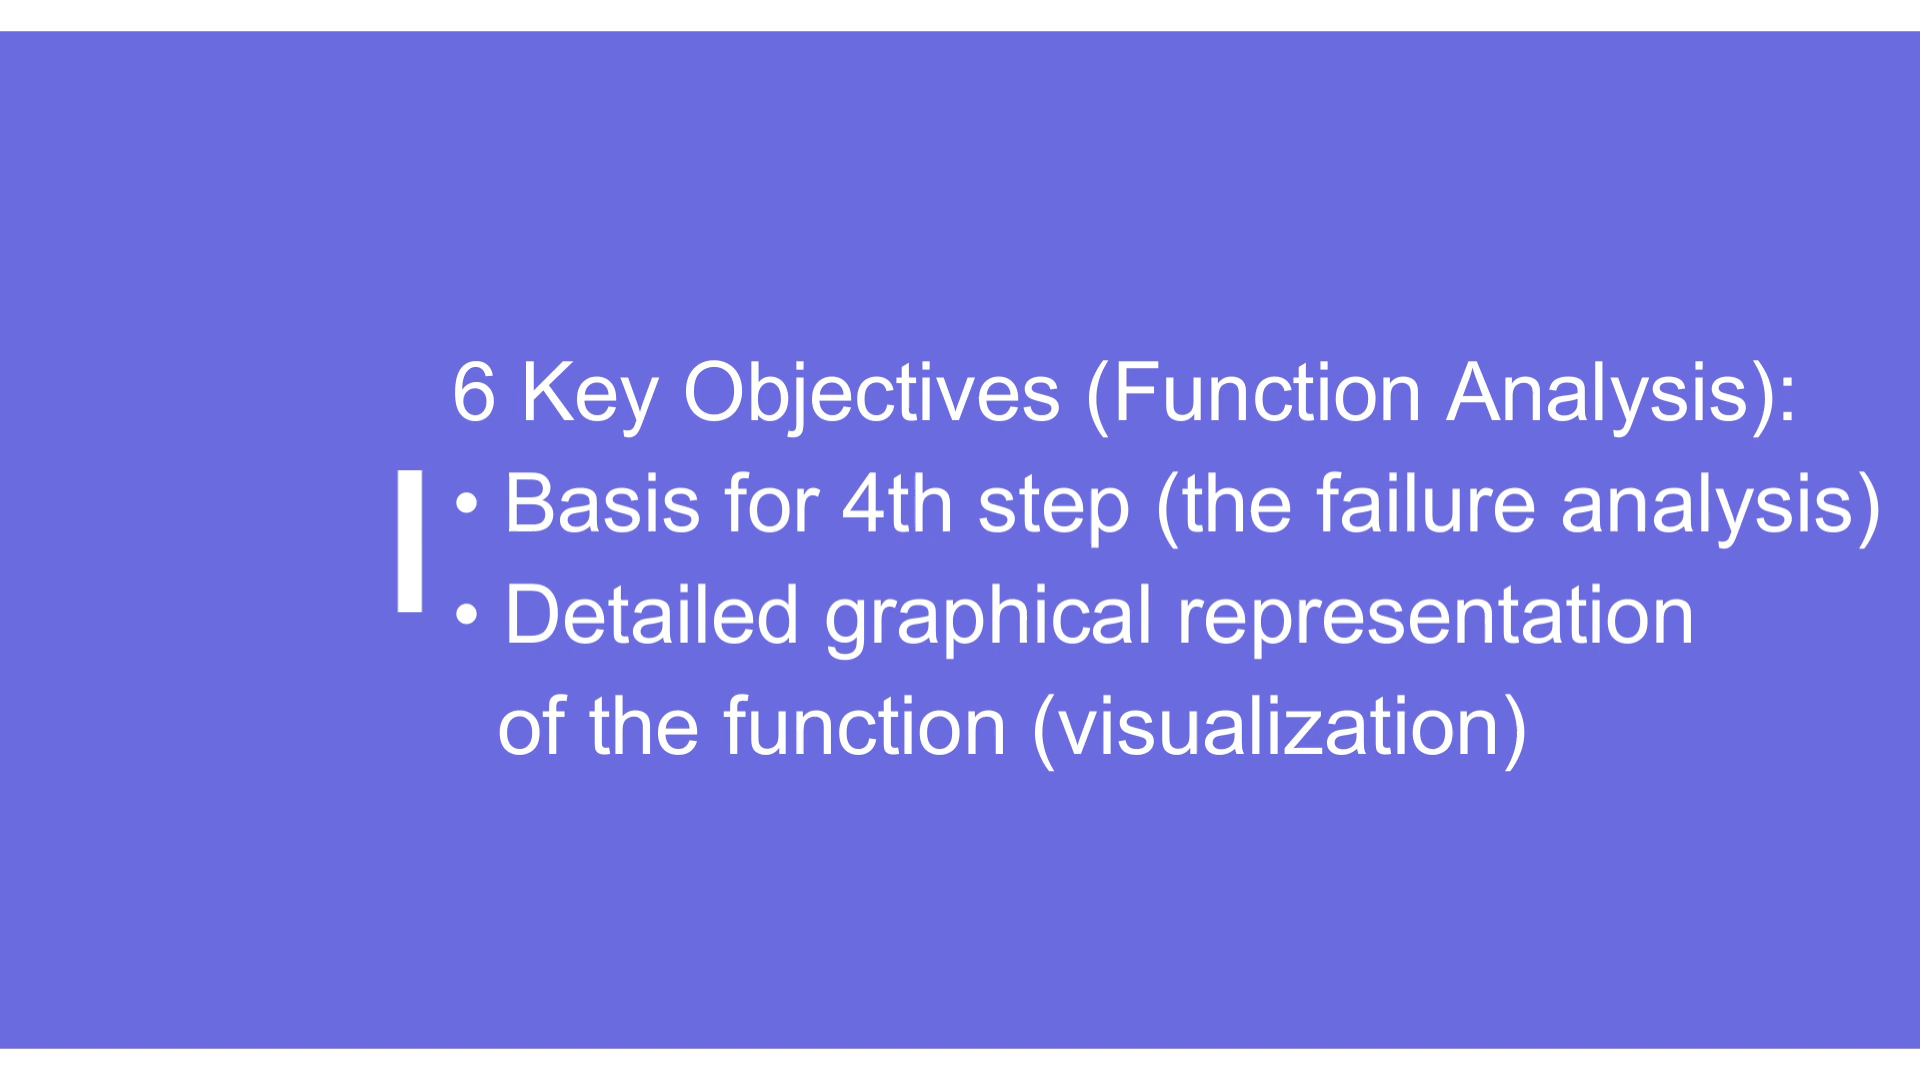 6 Key Objectives (Function Analysis):
• Basis for 4th step (the failure analysis)
• Detailed graphical representation
of the function (visualization)